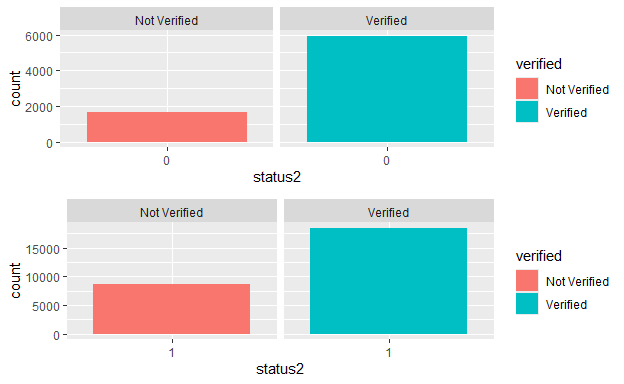 Not Verified Verified
6000
4000
2000
0
count
0 0
status2
verified
Not Verified
Verified
Not Verified Verified
15000
10000
5000
0
count
1 1
status2
verified
Not Verified
Verified